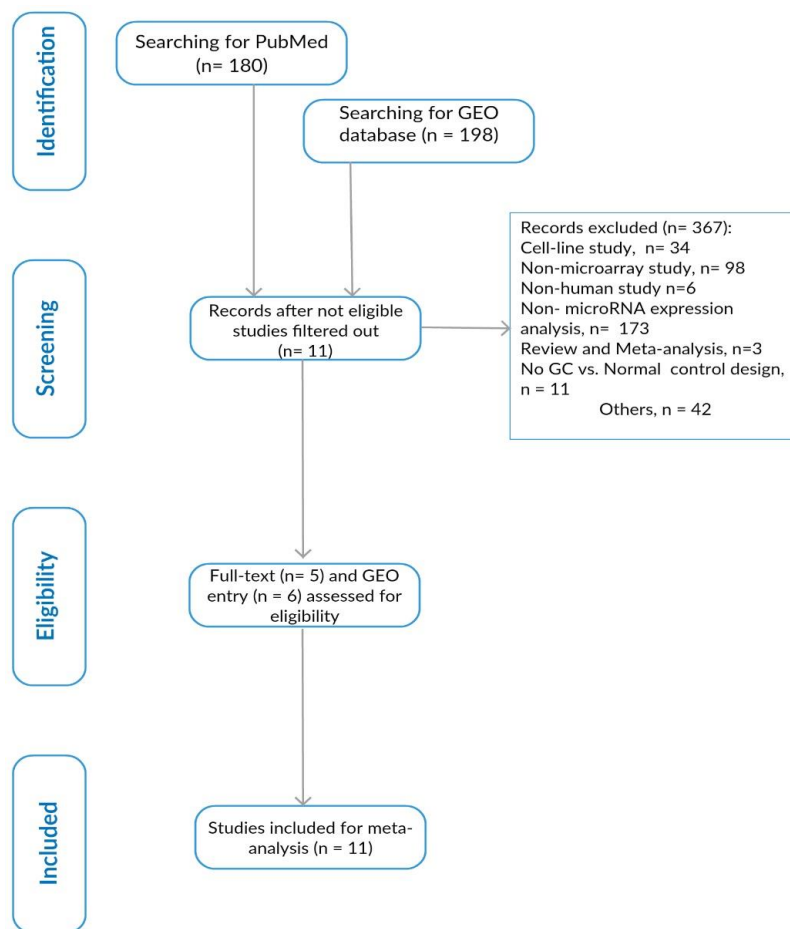 Identification
Searching for PubMed
(n= 180)
Searching for GEO
database (n = 198)
Screening
Records after not eligible
studies filtered out
(n= 11)
Records excluded (n= 367):
Cell-line study,  n= 34
Non-microarray study, n= 98
Non-human study n=6
Non- microRNA expression
analysis, n=  173
Review and Meta-analysis, n=3
No GC vs. Normal  control design,
n = 11
Others, n = 42
Eligibility
Full-text (n= 5) and GEO
entry (n = 6) assessed for
eligibility
Included
Studies included for meta-
analysis (n = 11)